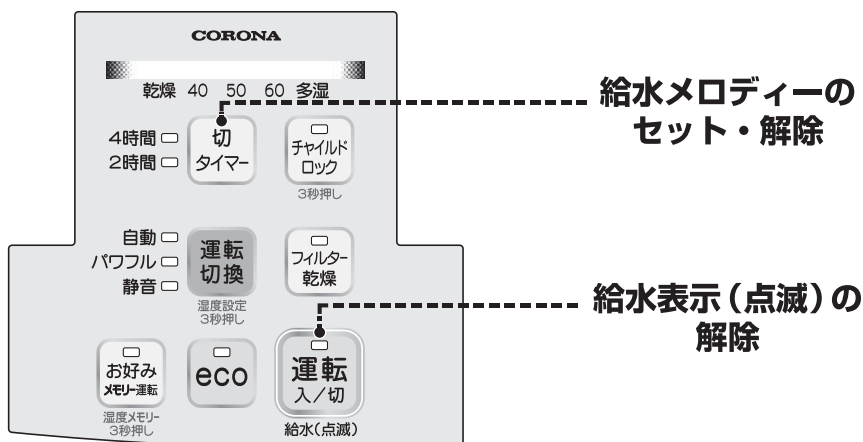 CORONA
乾燥 40 50 60 多湿
給水メロディーの
セット・解除
4時間
2時間
切
タイマー
チャイルド
ロック
3秒押し
自動
パワフル
静音
運転
切換
湿度設定
3秒押し
フィルター
乾燥
給水表示(点滅)の
解除
お好み
メモリー運転
湿度メモリー
3秒押し
eco
運転
入/切
給水(点滅)